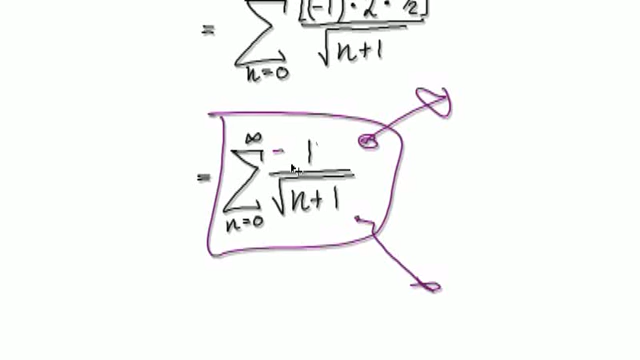 = ∑ [(-1)·2·½]
n=0 √n+1
= ∞ ∑ n=0 -1 / √n+1